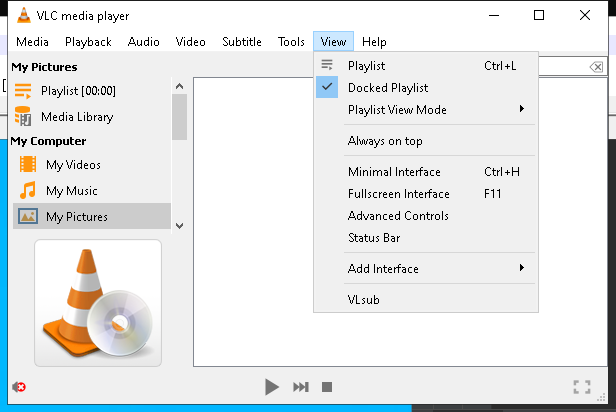 VLC media player
Media Playback Audio Video Subtitle Tools View Help
My Pictures
Playlist [00:00]
Media Library
My Computer
My Videos
My Music
My Pictures
Playlist Ctrl+L
Docked Playlist
Playlist View Mode
Always on top
Minimal Interface Ctrl+H
Fullscreen Interface F11
Advanced Controls
Status Bar
Add Interface
VLsub